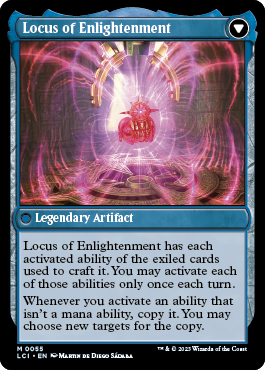 Locus of Enlightenment
Legendary Artifact
Locus of Enlightenment has each
activated ability of the exiled cards
used to craft it. You may activate each
of those abilities only once each turn.
Whenever you activate an ability that
isn't a mana ability, copy it. You may
choose new targets for the copy.
M 0055
LCI • EN Martin de Diego Sádaba
™ & © 2023 Wizards of the Coast